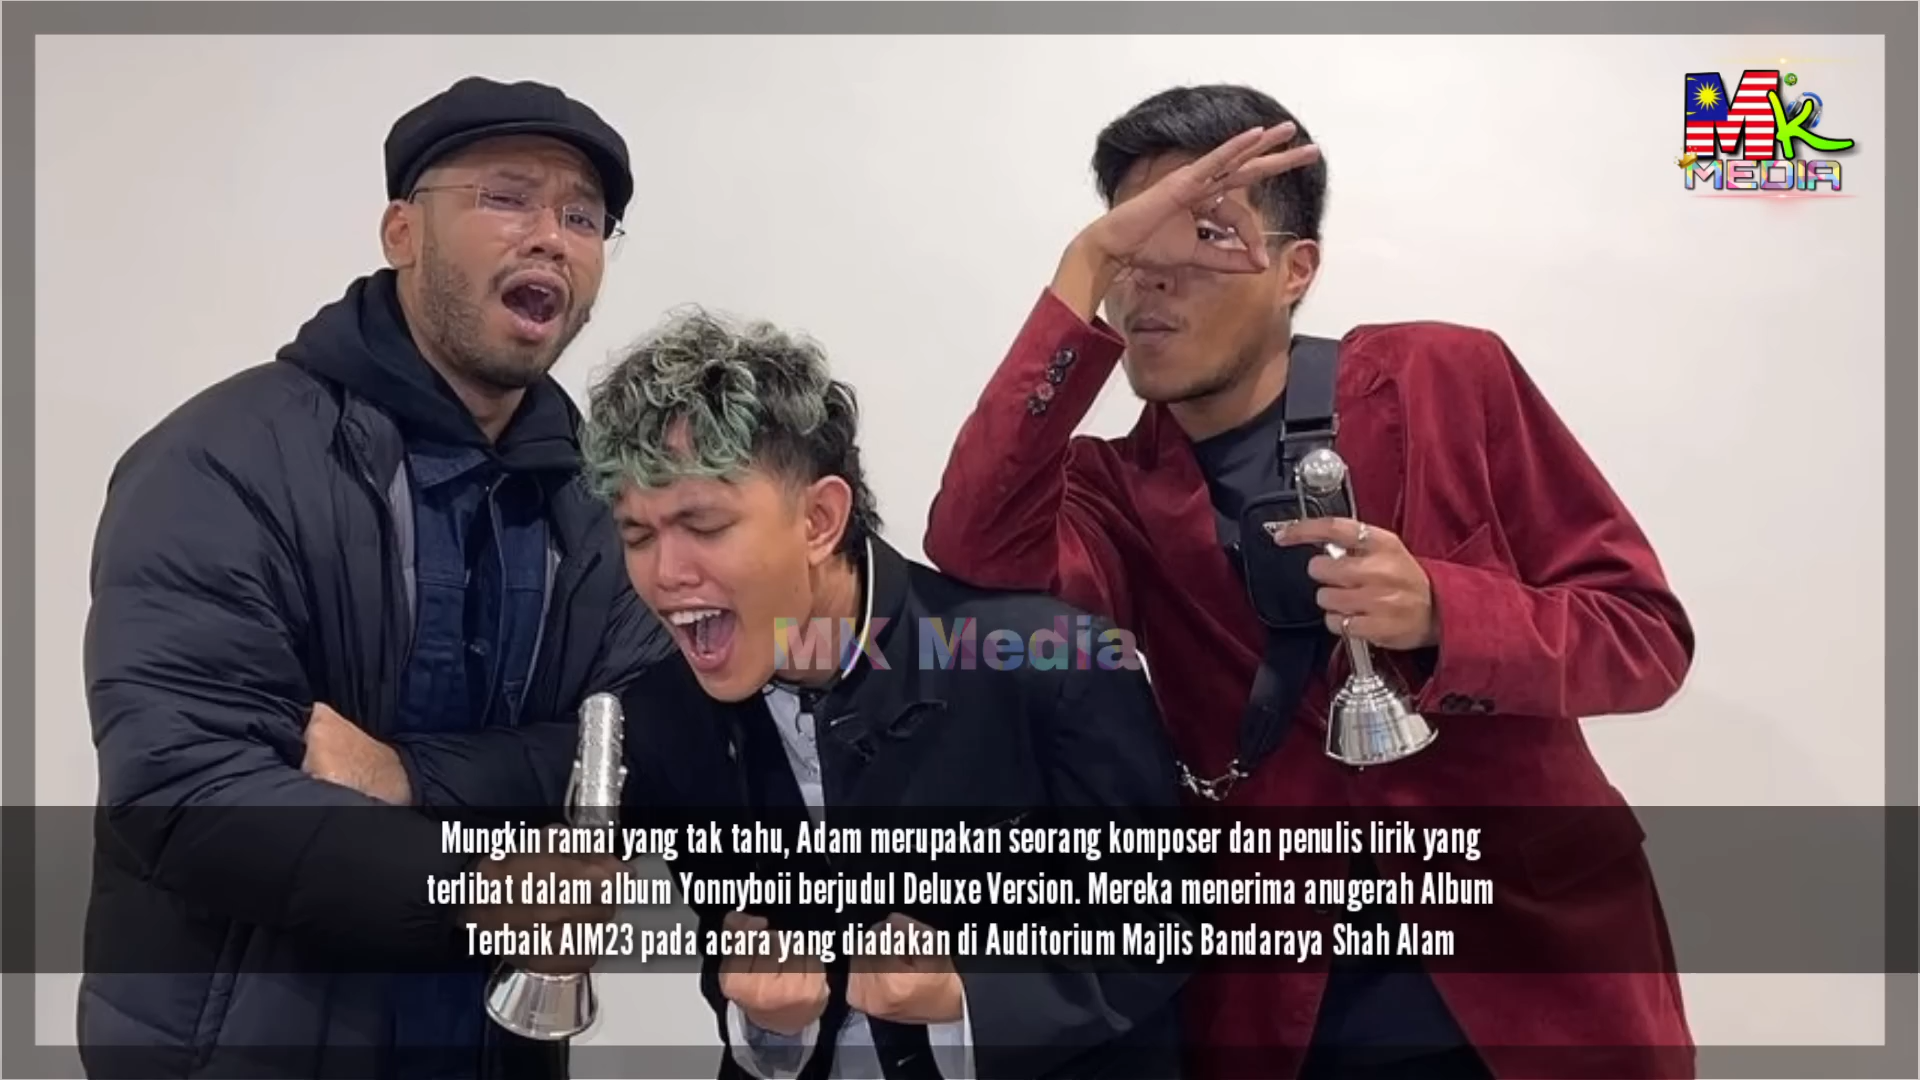 MK
MEDIA
MK Media
Mungkin ramai yang tak tahu, Adam merupakan seorang komposer dan penulis lirik yang
terlibat dalam album Yonnyboii berjudul Deluxe Version. Mereka menerima anugerah Album
Terbaik AIM23 pada acara yang diadakan di Auditorium Majlis Bandaraya Shah Alam